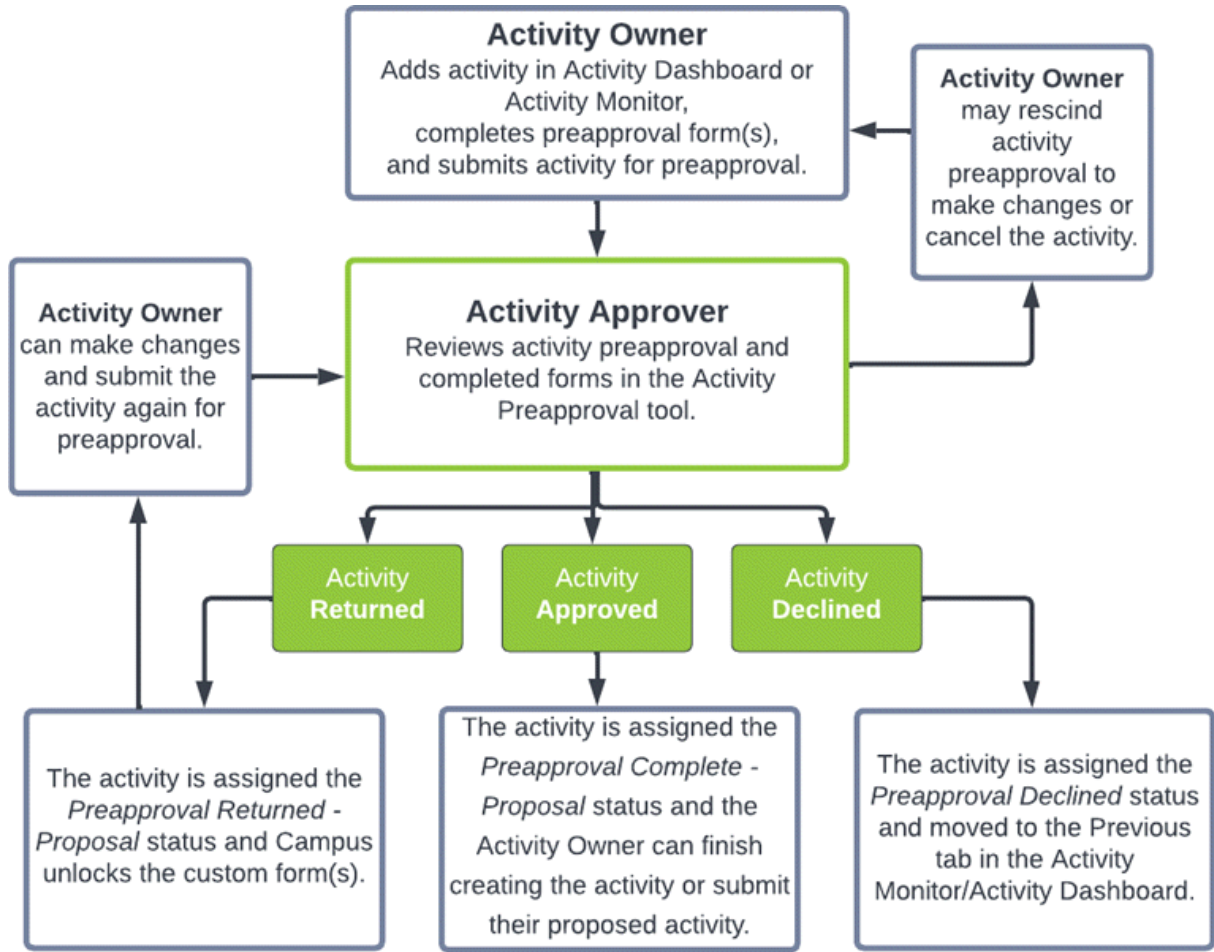 Activity Owner
Adds activity in Activity Dashboard or
Activity Monitor,
completes preapproval form(s),
and submits activity for preapproval.
Activity Owner
may rescind
activity
preapproval to
make changes or
cancel the activity.
Activity Owner
can make changes
and submit the
activity again for
preapproval.
Activity Approver
Reviews activity preapproval and
completed forms in the Activity
Preapproval tool.
Activity
Returned
Activity
Approved
Activity
Declined
The activity is assigned the
Preapproval Returned -
Proposal status and Campus
unlocks the custom form(s).
The activity is assigned the
Preapproval Complete -
Proposal status and the
Activity Owner can finish
creating the activity or submit
their proposed activity.
The activity is assigned the
Preapproval Declined status
and moved to the Previous
tab in the Activity
Monitor/Activity Dashboard.